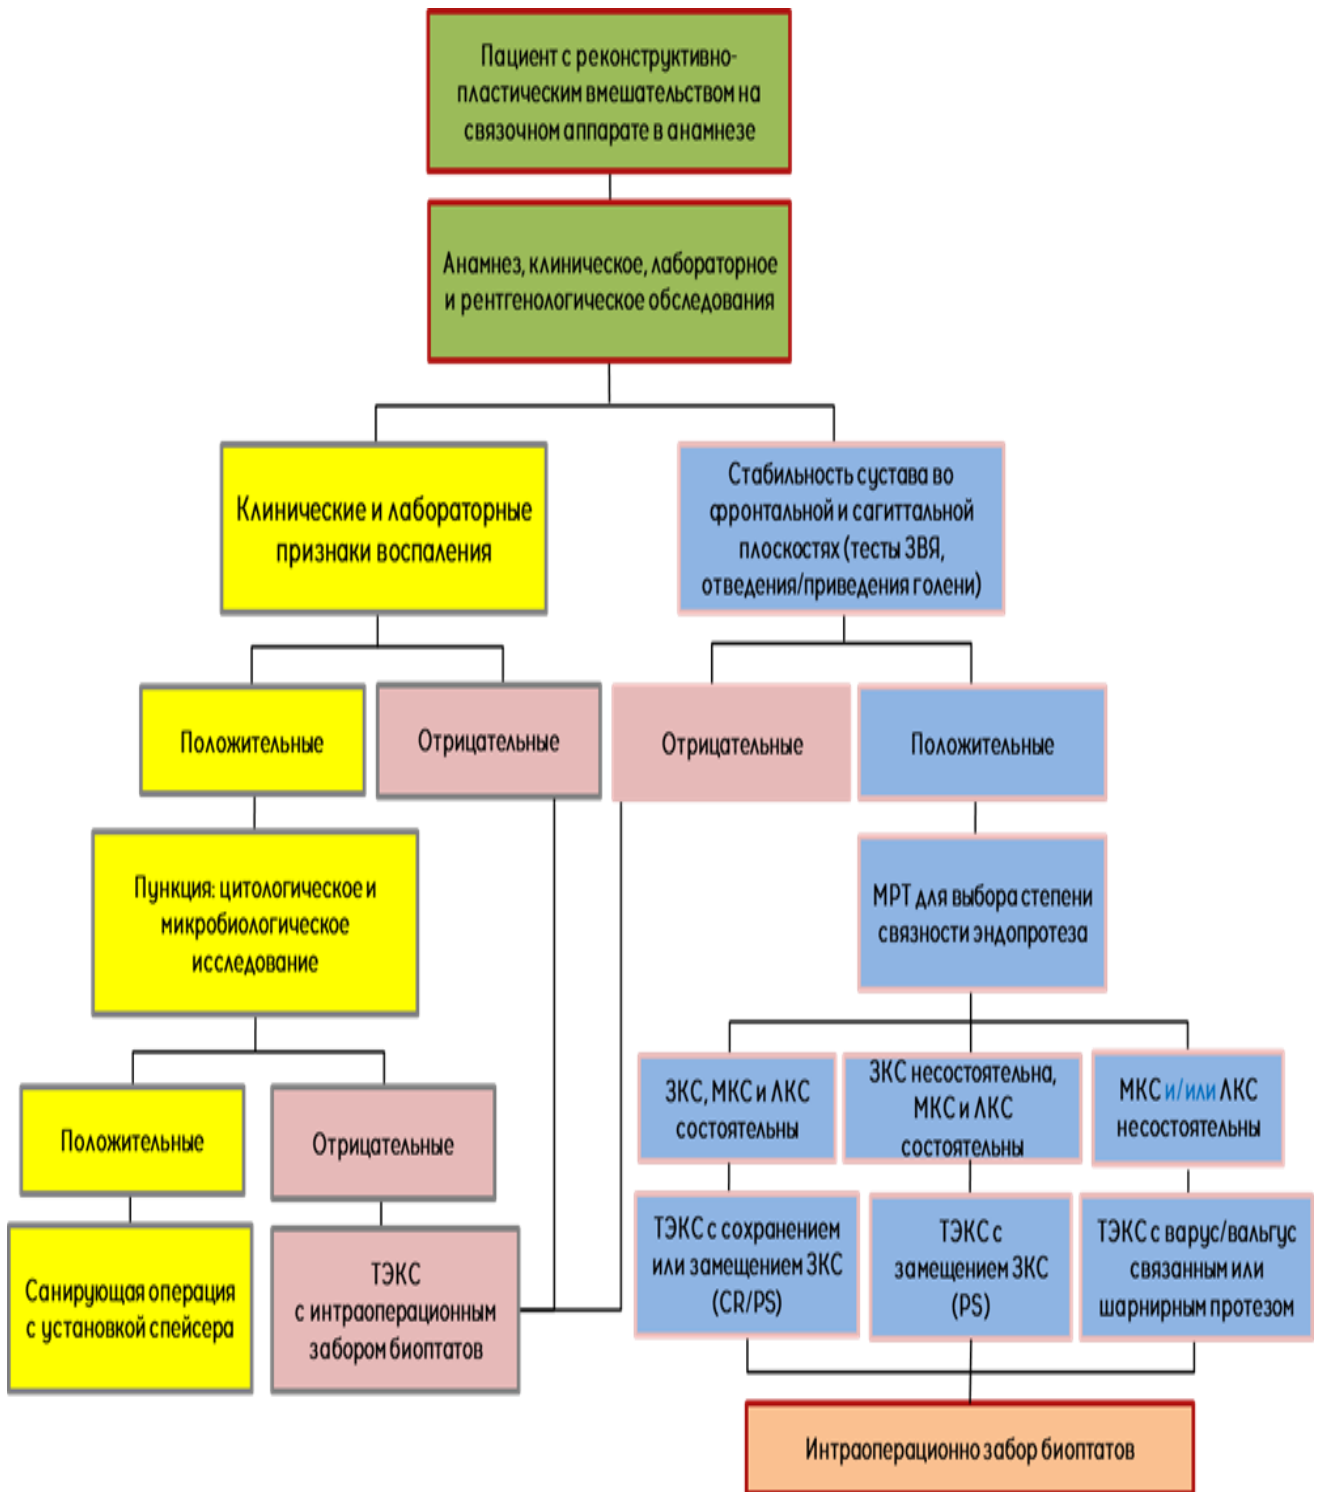 Пациент с реконструктивно-
пластическим вмешательством на
связочном аппарате в анамнезе
Анамнез, клиническое, лабораторное
и рентгенологическое обследования
Клинические и лабораторные
признаки воспаления
Стабильность сустава во
фронтальной и сагиттальной
плоскостях (тесты ЗВЯ,
отведения/приведения голени)
Положительные
Отрицательные
Отрицательные
Положительные
Пункция: цитологическое и
микробиологическое
исследование
МРТ для выбора степени
связности эндопротеза
Положительные
Отрицательные
ЗКС, МКС и ЛКС
состоятельны
ЗКС несостоятельна,
МКС и ЛКС
состоятельны
МКС и/или ЛКС
несостоятельны
Санирующая операция
с установкой спейсера
ТЭКС
с интраоперационным
забором биоптатов
ТЭКС с сохранением
или замещением ЗКС
(CR/PS)
ТЭКС с
замещением ЗКС
(PS)
ТЭКС с варус/вальгус
связанным или
шарнирным протезом
Интраоперационно забор биоптатов